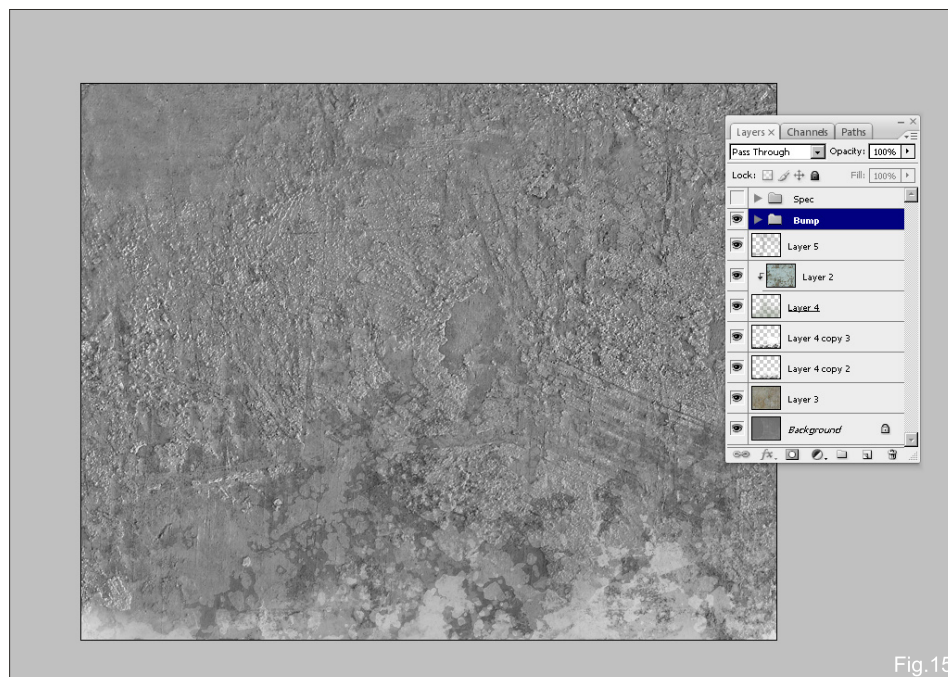 Layers × Channels Paths
Pass Through Opacity: 100%
Lock: Fill: 100%
Spec
Bump
Layer 5
Layer 2
Layer 4
Layer 4 copy 3
Layer 4 copy 2
Layer 3
Background
fx.
Fig.15